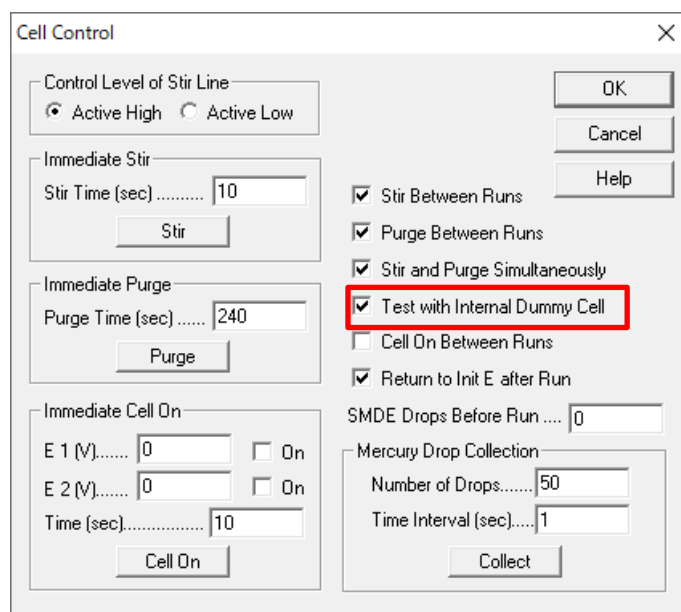 Cell Control
Control Level of Stir Line
Active High Active Low
Immediate Stir
Stir Time (sec) .......... 10
Stir
Immediate Purge
Purge Time (sec) ...... 240
Purge
Immediate Cell On
E 1 (V)....... 0 On
E 2 (V)....... 0 On
Time (sec)................. 10
Cell On
OK
Cancel
Help
Stir Between Runs
Purge Between Runs
Stir and Purge Simultaneously
Test with Internal Dummy Cell
Cell On Between Runs
Return to Init E after Run
SMDE Drops Before Run .... 0
Mercury Drop Collection
Number of Drops....... 50
Time Interval (sec)..... 1
Collect